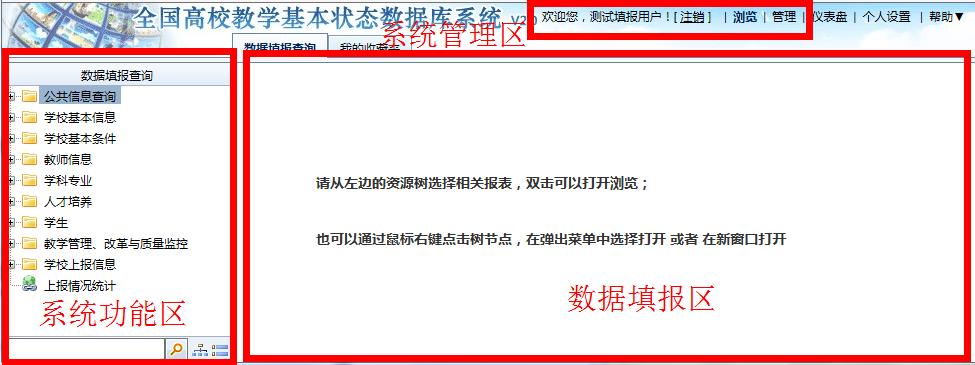 全国高校教学基本状态数据库系统 V2.0
欢迎您，测试填报用户！[ 注销 ] | 浏览 | 管理 | 仪表盘 | 个人设置 | 帮助▼
数据填报查询
系统管理区
数据填报查询
公共信息查询
学校基本信息
学校基本条件
教师信息
学科专业
人才培养
学生
教学管理、改革与质量监控
学校上报信息
上报情况统计
系统功能区
请从左边的资源树选择相关报表，双击可以打开浏览；
也可以通过鼠标右键点击树节点，在弹出菜单中选择打开 或者 在新窗口打开
数据填报区